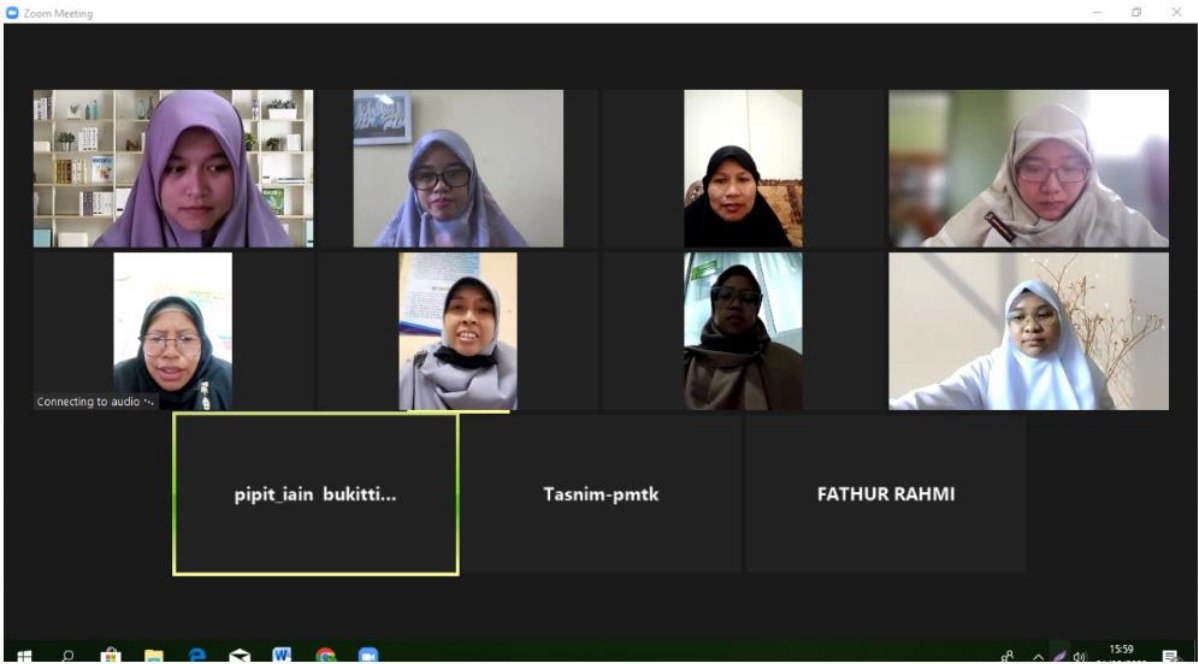 Zoom Meeting
Connecting to audio
pipit_iain bukitti...
Tasnim-pmtk
FATHUR RAHMI
15:59